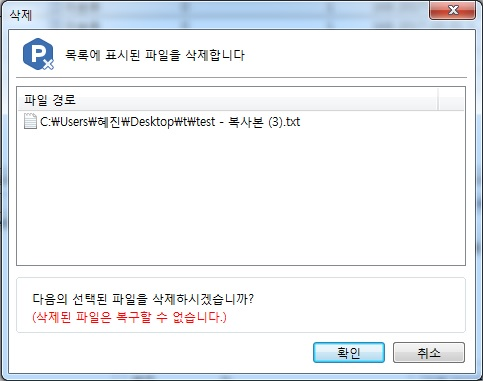 삭제
목록에 표시된 파일을 삭제합니다
파일 경로
C:₩Users₩혜진₩Desktop₩t₩test - 복사본 (3).txt
다음의 선택된 파일을 삭제하시겠습니까?
(삭제된 파일은 복구할 수 없습니다.)
확인
취소